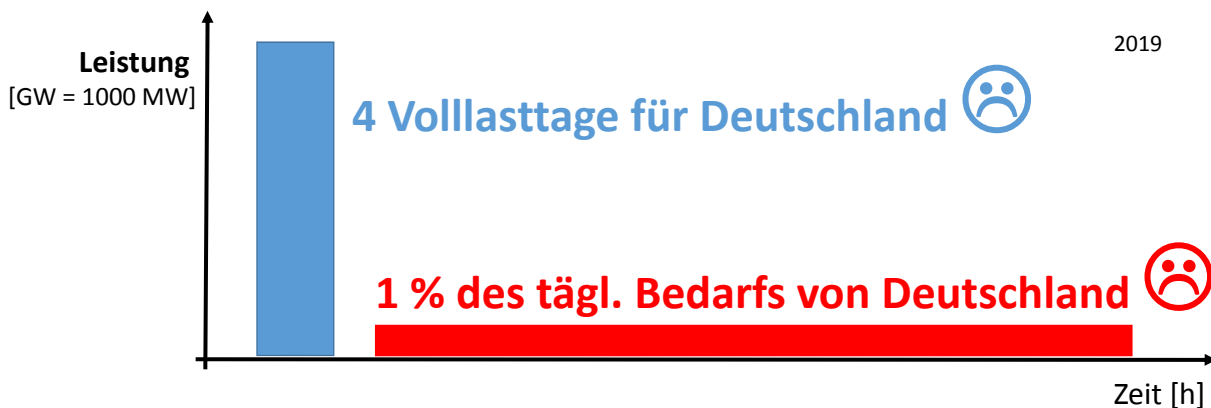 2019
Leistung
[GW = 1000 MW]
4 Volllasttage für Deutschland
1 % des tägl. Bedarfs von Deutschland
Zeit [h]